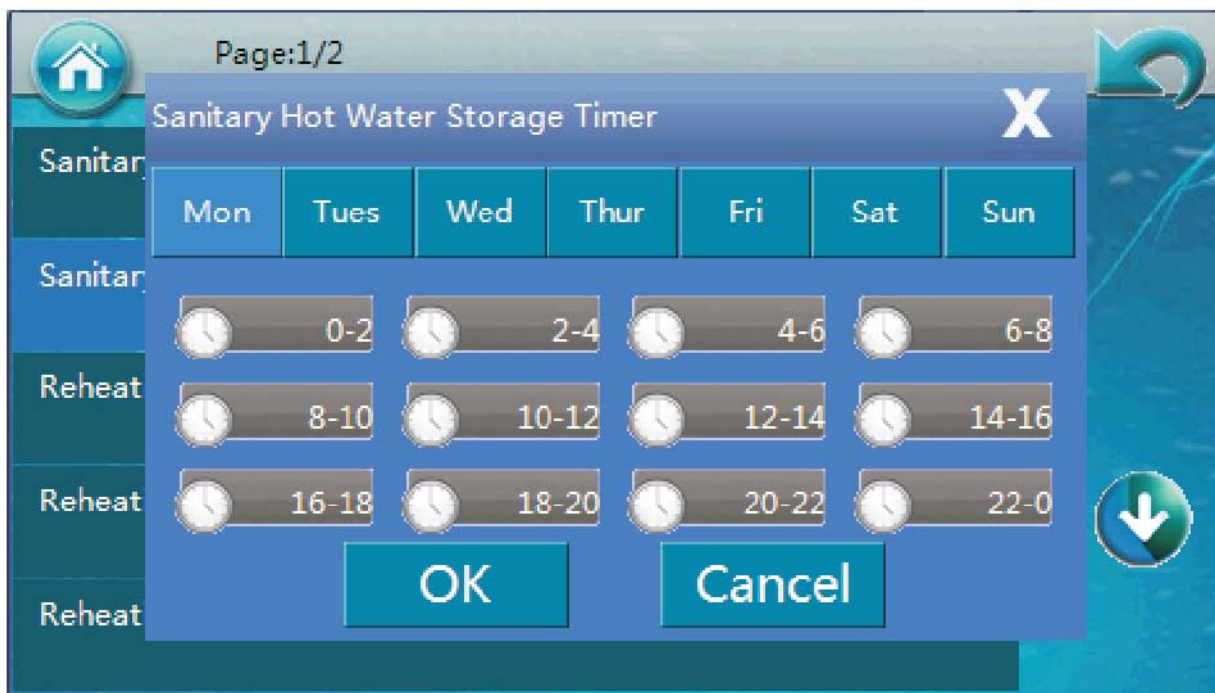 Page:1/2
Sanitary Hot Water Storage Timer X
Sanitar
Mon Tues Wed Thur Fri Sat Sun
Sanitar
0-2 2-4 4-6 6-8
Reheat
8-10 10-12 12-14 14-16
Reheat
16-18 18-20 20-22 22-0
OK Cancel
Reheat